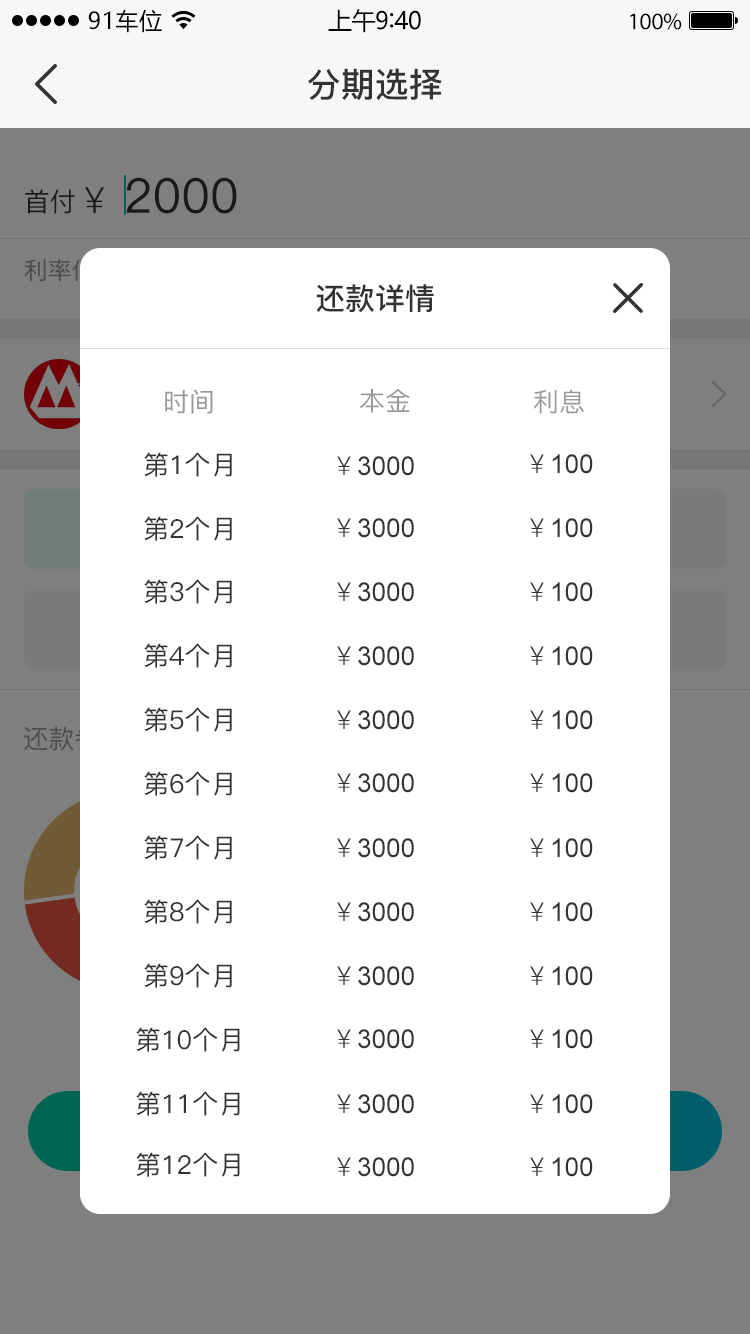 91车位 上午9:40 100%
分期选择
首付 ¥ 2000
利率
还款详情
时间 本金 利息
第1个月 ¥ 3000 ¥ 100
第2个月 ¥ 3000 ¥ 100
第3个月 ¥ 3000 ¥ 100
第4个月 ¥ 3000 ¥ 100
第5个月 ¥ 3000 ¥ 100
第6个月 ¥ 3000 ¥ 100
还款
第7个月 ¥ 3000 ¥ 100
第8个月 ¥ 3000 ¥ 100
第9个月 ¥ 3000 ¥ 100
第10个月 ¥ 3000 ¥ 100
第11个月 ¥ 3000 ¥ 100
第12个月 ¥ 3000 ¥ 100